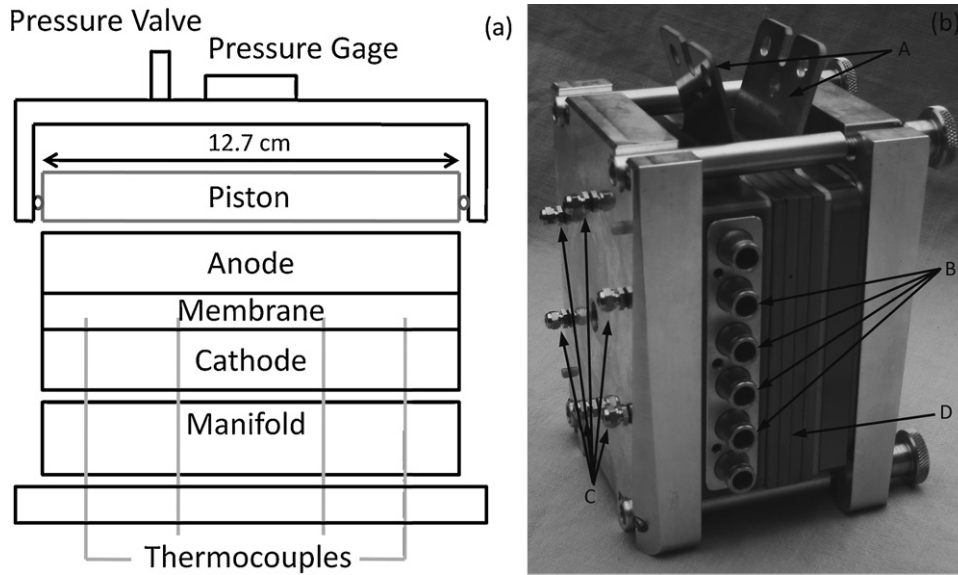 Pressure Valve
(a)
Pressure Gage
12.7 cm
Piston
Anode
Membrane
Cathode
Manifold
Thermocouples
(b)
A
B
C
D